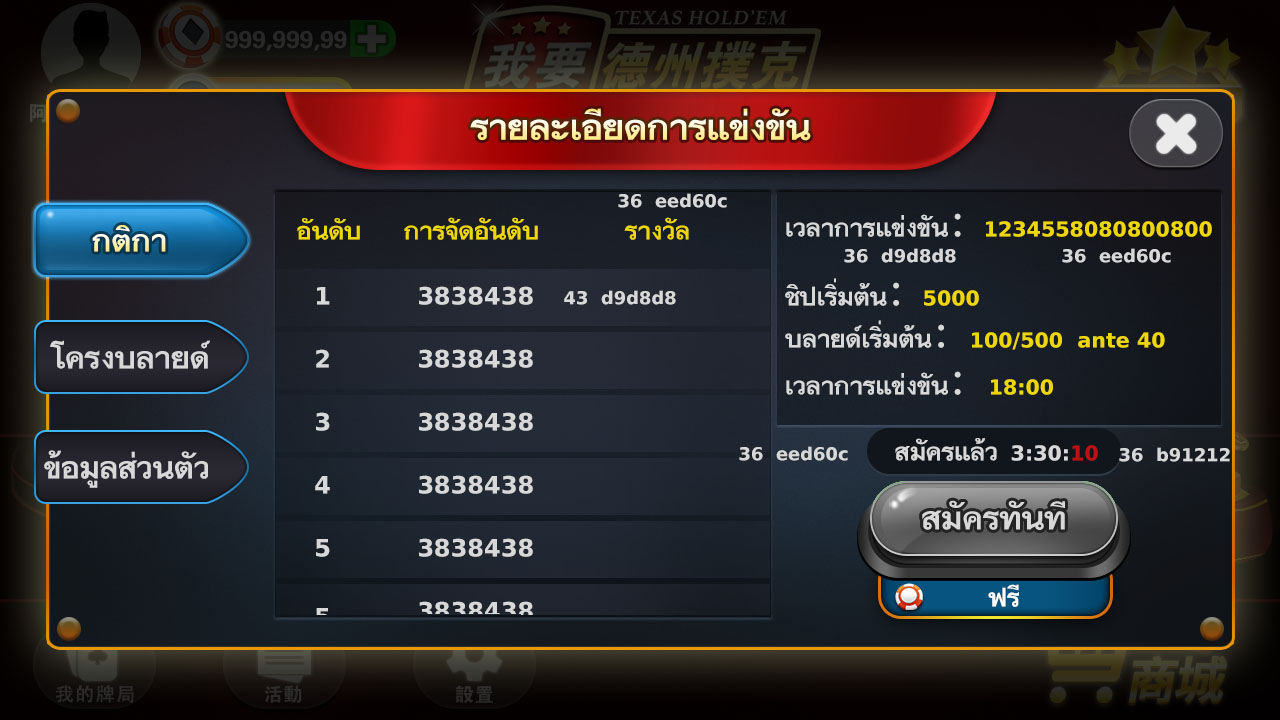 999,999,99
TEXAS HOLD'EM
我要德州撲克
阿
รายละเอียดการแข่งขัน
กติกา
โครงบลายด์
ข้อมูลส่วนตัว
36 eed60c
อันดับ การจัดอันดับ รางวัล
1 3838438 43 d9d8d8
2 3838438
3 3838438
4 3838438
5 3838438
5 3838438
เวลาการแข่งขัน: 1234558080800800
36 d9d8d8 36 eed60c
ชิปเริ่มต้น: 5000
บลายด์เริ่มต้น: 100/500 ante 40
เวลาการแข่งขัน: 18:00
36 eed60c สมัครแล้ว 3:30:10 36 b91212
สมัครทันที
ฟรี
我的牌局 活動 設置 商城